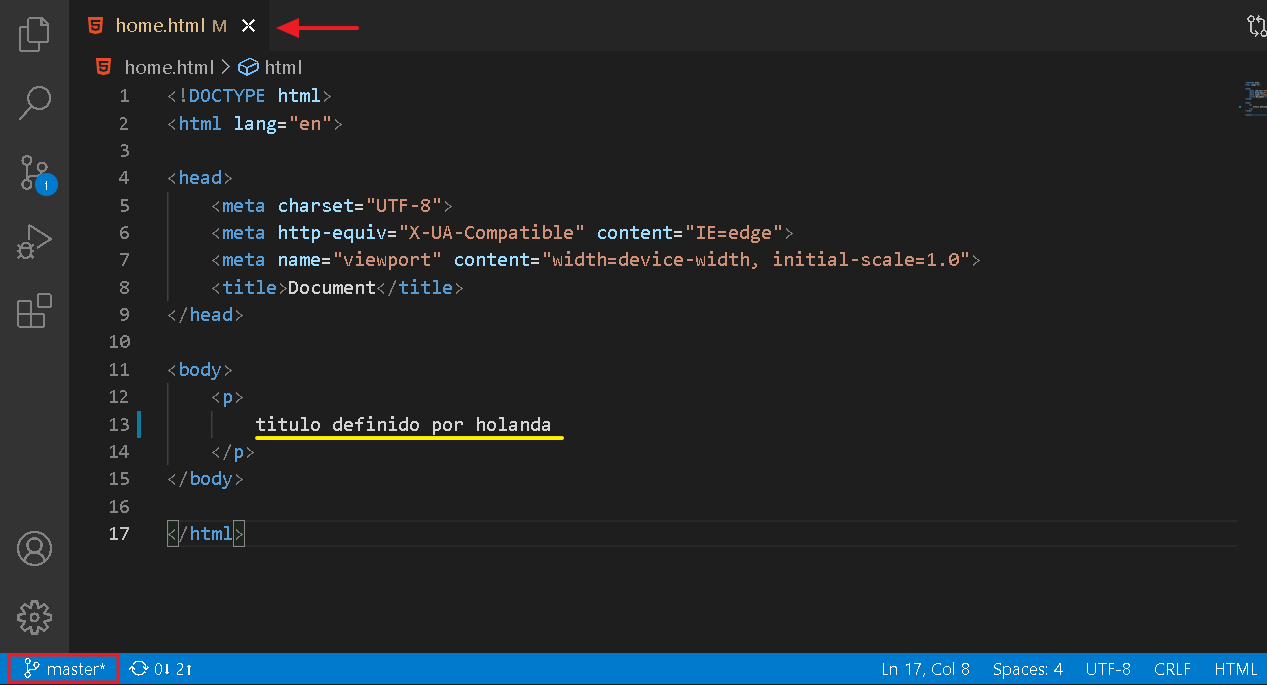 home.html M
home.html > html
1 <!DOCTYPE html>
2 <html lang="en">
3
4 <head>
5     <meta charset="UTF-8">
6     <meta http-equiv="X-UA-Compatible" content="IE=edge">
7     <meta name="viewport" content="width=device-width, initial-scale=1.0">
8     <title>Document</title>
9 </head>
10
11 <body>
12     <p>
13         titulo definido por holanda
14     </p>
15 </body>
16
17 </html>
1
master* 0↓ 2↑ Ln 17, Col 8 Spaces: 4 UTF-8 CRLF HTML